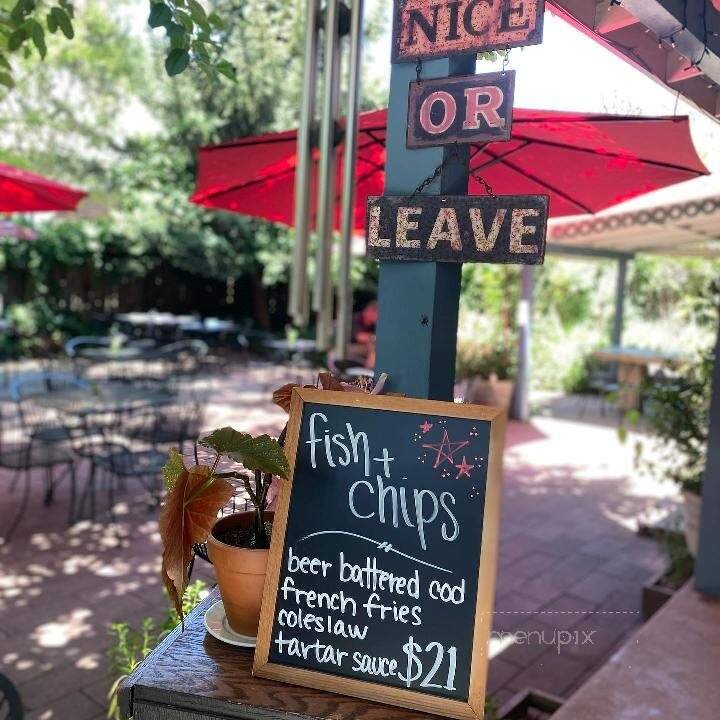 NICE
OR
LEAVE
fish +
chips
beer battered cod
french fries
coleslaw
tartar sauce $21
menupix